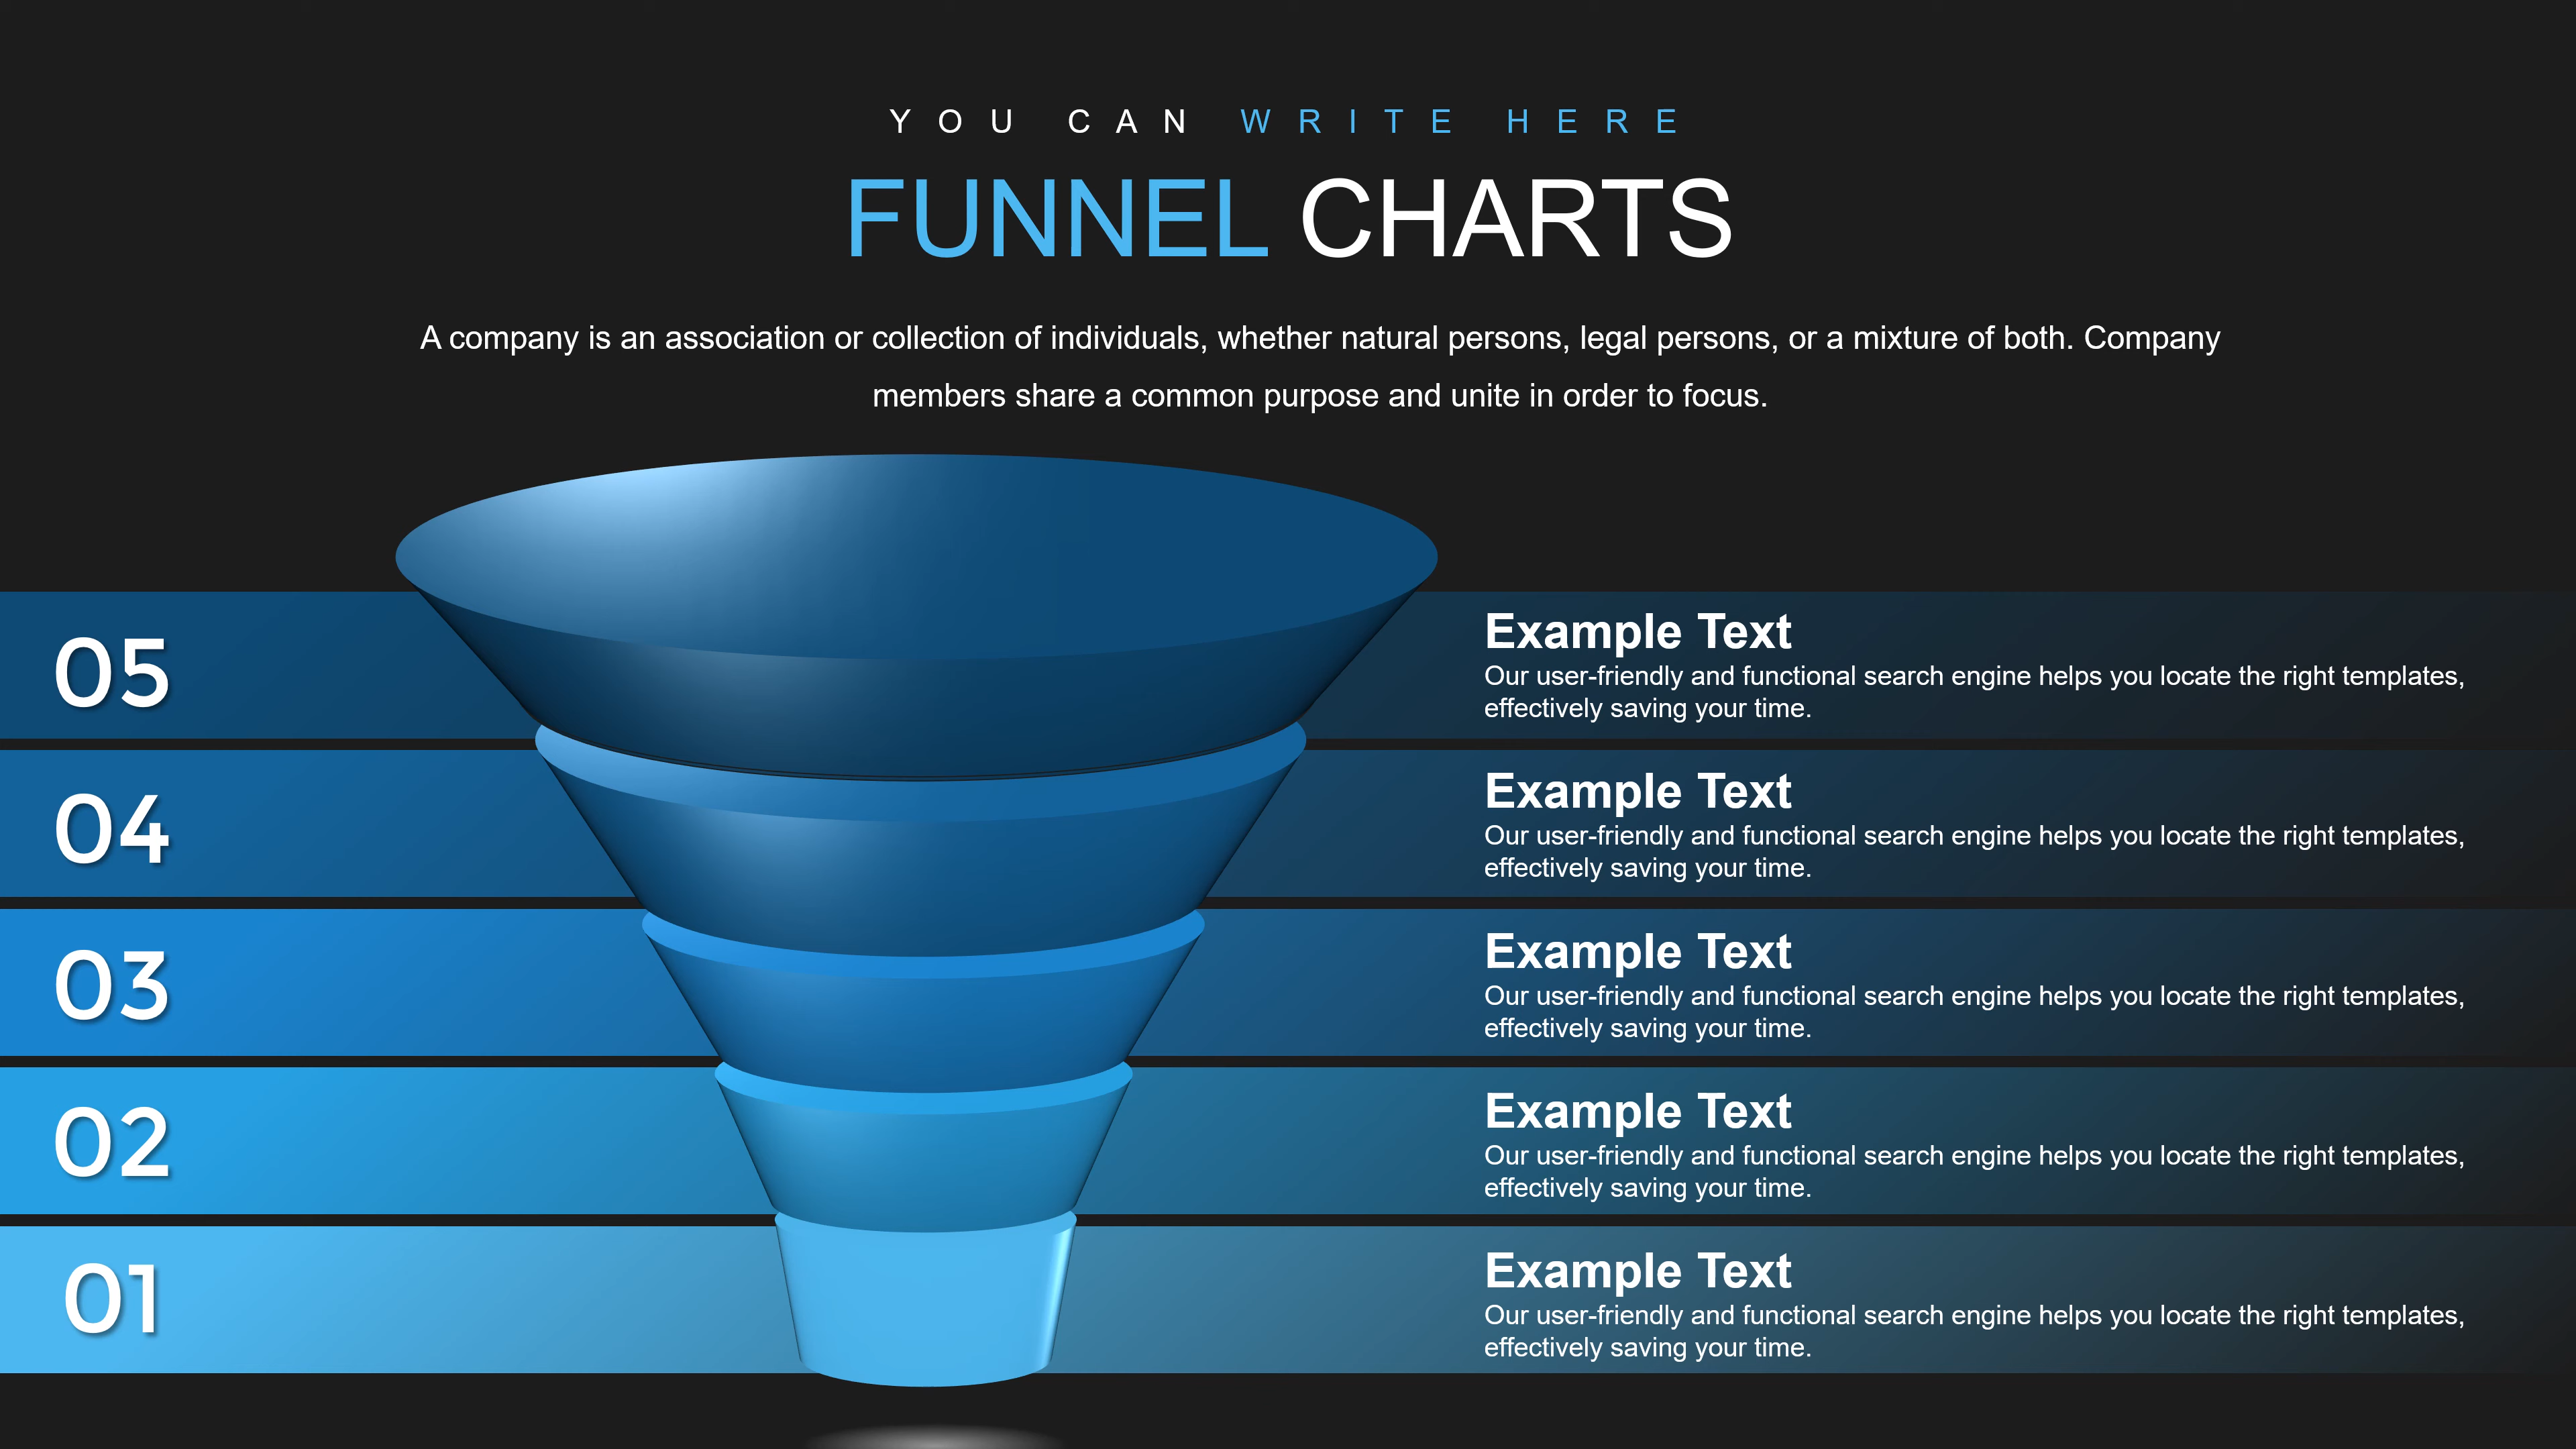 YOU CAN WRITE HERE
FUNNEL CHARTS
A company is an association or collection of individuals, whether natural persons, legal persons, or a mixture of both. Company
members share a common purpose and unite in order to focus.
05
Example Text
Our user-friendly and functional search engine helps you locate the right templates,
effectively saving your time.
04
Example Text
Our user-friendly and functional search engine helps you locate the right templates,
effectively saving your time.
03
Example Text
Our user-friendly and functional search engine helps you locate the right templates,
effectively saving your time.
02
Example Text
Our user-friendly and functional search engine helps you locate the right templates,
effectively saving your time.
01
Example Text
Our user-friendly and functional search engine helps you locate the right templates,
effectively saving your time.